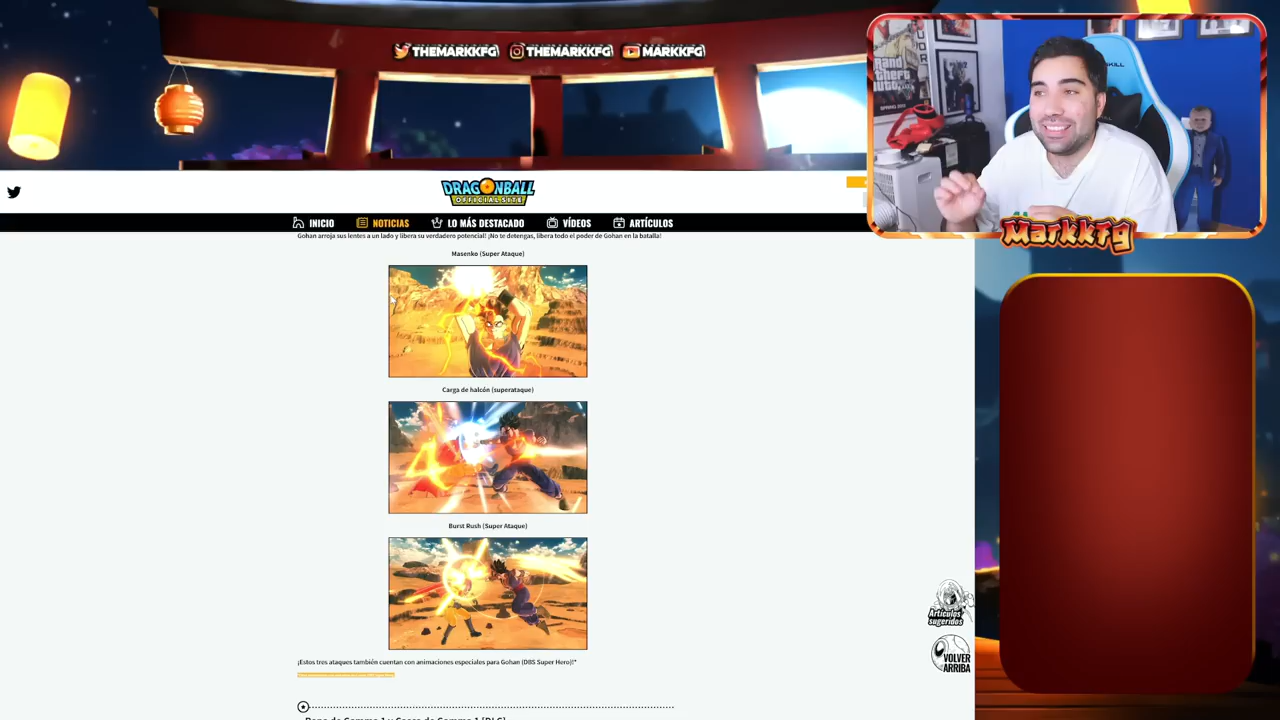 THEMARKKFG THEMARKKFG MARKKFG
GRAND
DRAGON BALL
OFFICIAL SITE
INICIO NOTICIAS LO MÁS DESTACADO VÍDEOS ARTÍCULOS
Markkfg
Gohan arroja sus lentes a un lado y libera su verdadero potencial! ¡No te detengas, libera todo el poder de Gohan en la batalla!
Masenko (Super Ataque)
Carga de halcón (superataque)
Burst Rush (Super Ataque)
Artículos
sugeridos
VOLVER
ARRIBA
¡Estos tres ataques también cuentan con animaciones especiales para Gohan (DBS Super Hero)!*